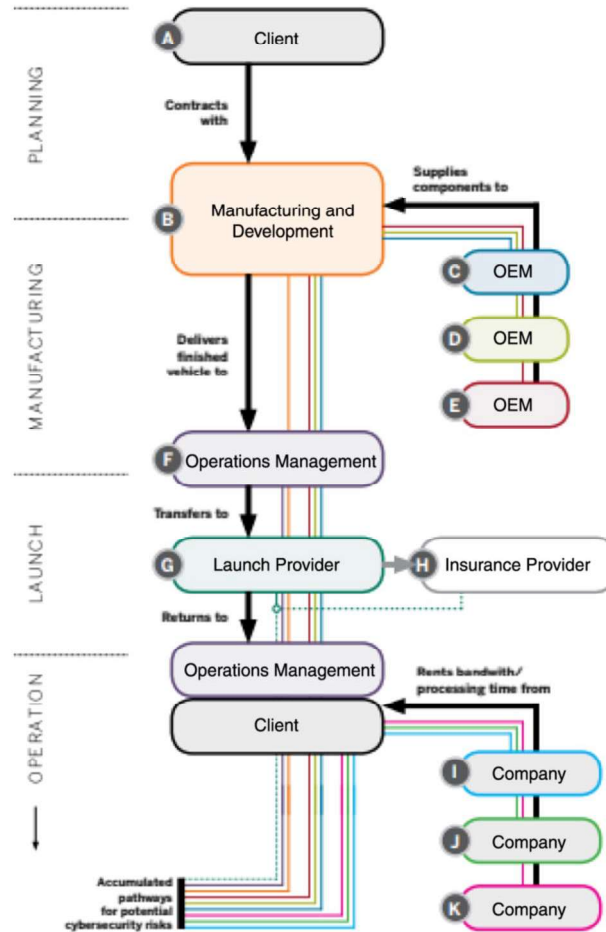 PLANNING
A
Client
Contracts
with
B
Manufacturing and
Development
Supplies
components to
MANUFACTURING
C
OEM
D
OEM
E
OEM
Delivers
finished
vehicle to
F
Operations Management
LAUNCH
Transfers to
G
Launch Provider
H
Insurance Provider
Returns to
OPERATION
Operations Management
Client
Rents bandwith/
processing time from
I
Company
J
Company
K
Company
Accumulated
pathways
for potential
cybersecurity risks